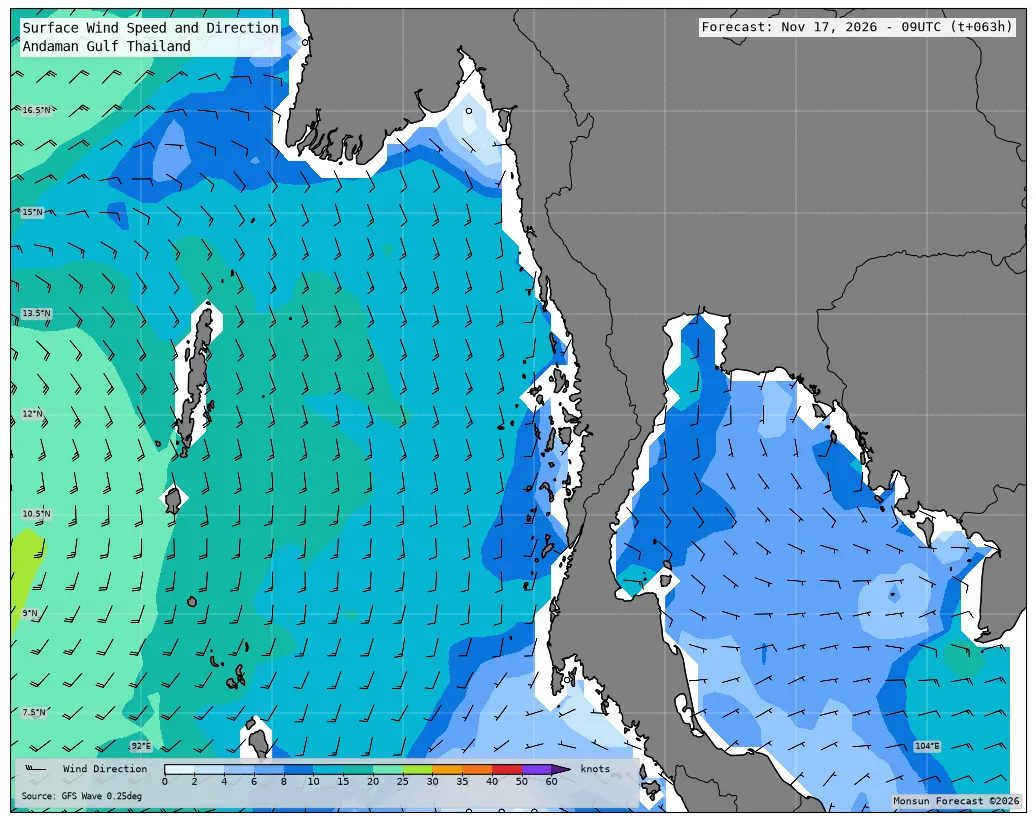 Surface Wind Speed and Direction
Andaman Gulf Thailand
Forecast: Nov 17, 2026 - 09UTC (t+063h)
16.5°N
15°N
13.5°N
12°N
10.5°N
9°N
7.5°N
92°E
104°E
Wind Direction
knots
0 2 4 6 8 10 15 20 25 30 35 40 50 60
Source: GFS Wave 0.25deg
Monsun Forecast ©2026